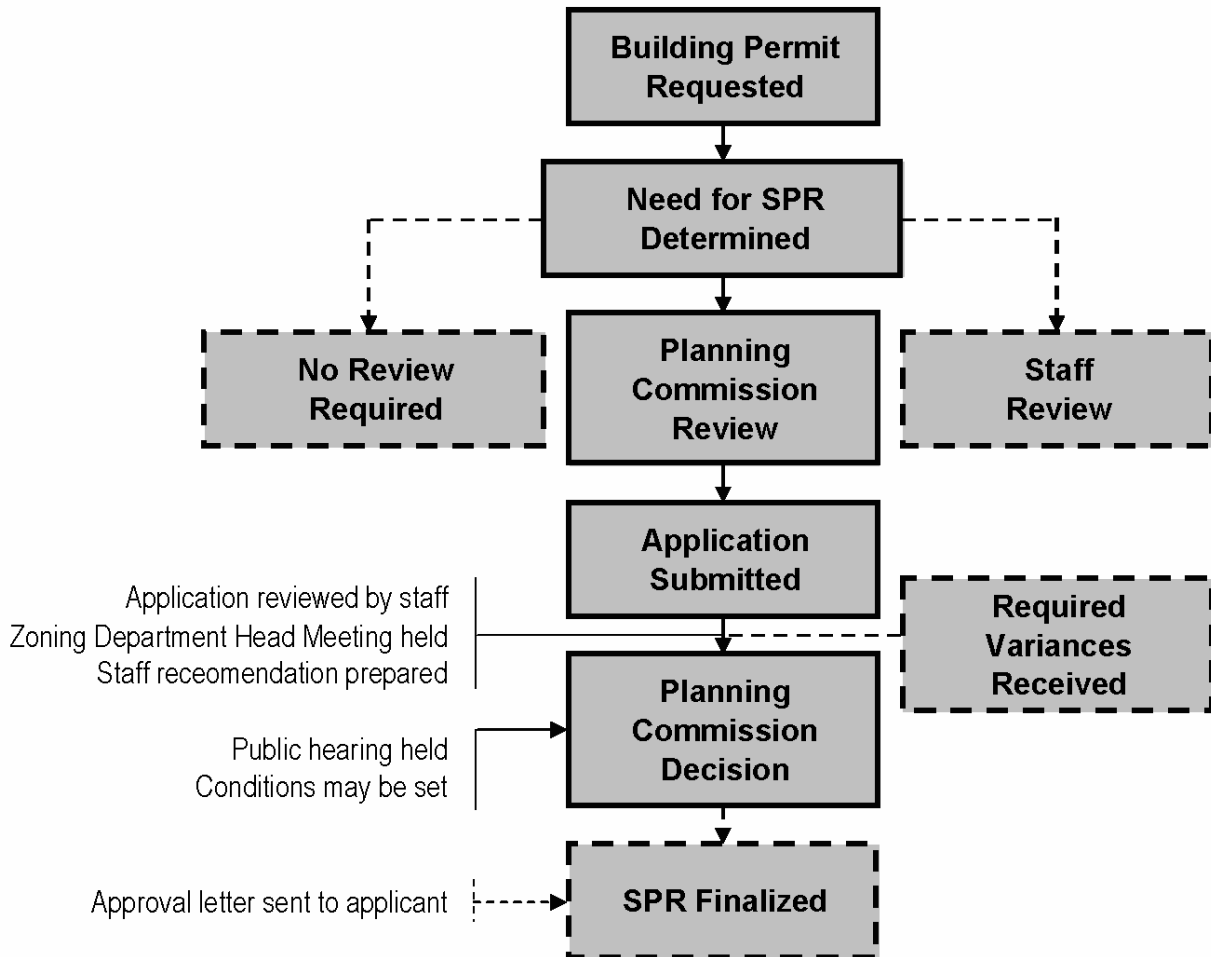 Building Permit
Requested
Need for SPR
Determined
No Review
Required
Planning
Commission
Review
Staff
Review
Application
Submitted
Application reviewed by staff
Zoning Department Head Meeting held
Staff receomendation prepared
Required
Variances
Received
Planning
Commission
Decision
Public hearing held
Conditions may be set
Approval letter sent to applicant
SPR Finalized